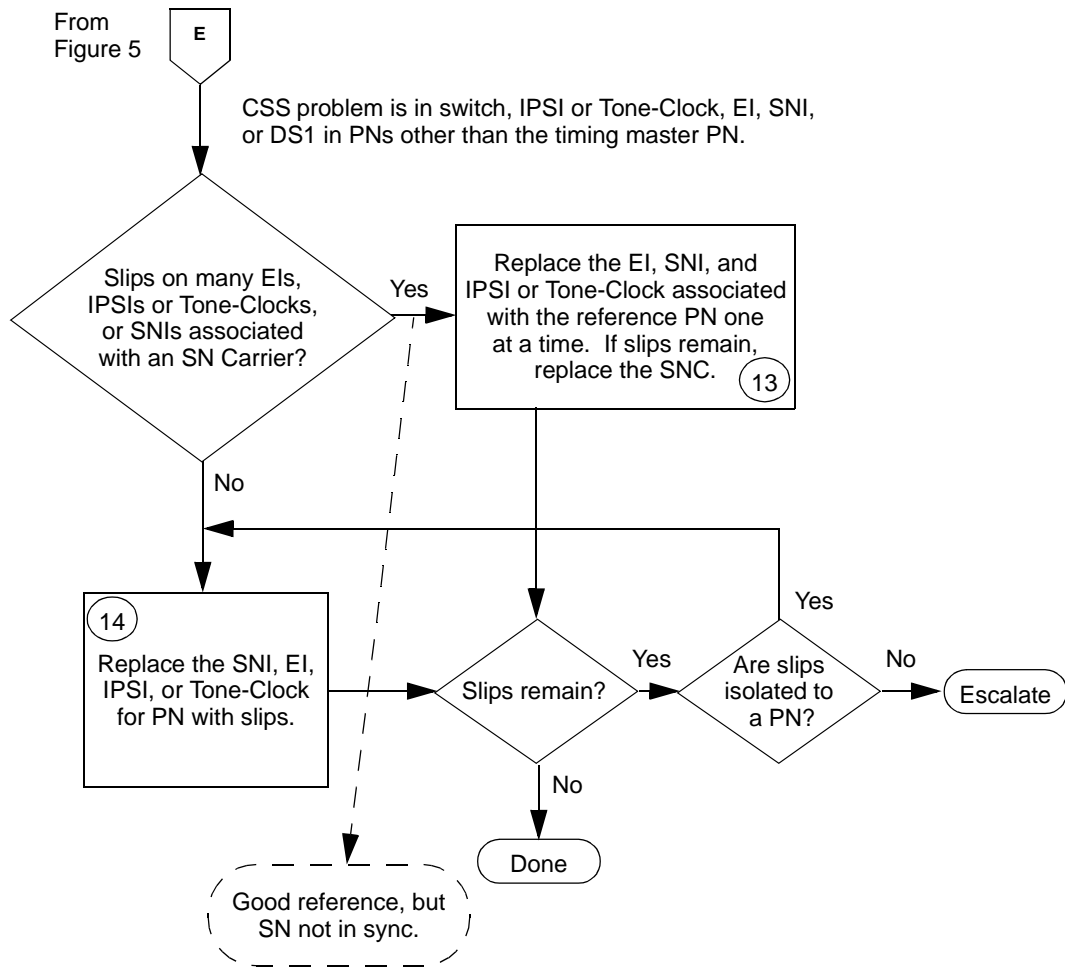 From
Figure 5
E
CSS problem is in switch, IPSI or Tone-Clock, EI, SNI,
or DS1 in PNs other than the timing master PN.
Slips on many EIs,
IPSIs or Tone-Clocks,
or SNIs associated
with an SN Carrier?
Yes
Replace the EI, SNI, and
IPSI or Tone-Clock associated
with the reference PN one
at a time. If slips remain,
replace the SNC.
13
No
14
Replace the SNI, EI,
IPSI, or Tone-Clock
for PN with slips.
Slips remain?
Yes
Are slips
isolated to
a PN?
Yes
No
Escalate
No
Done
Good reference, but
SN not in sync.